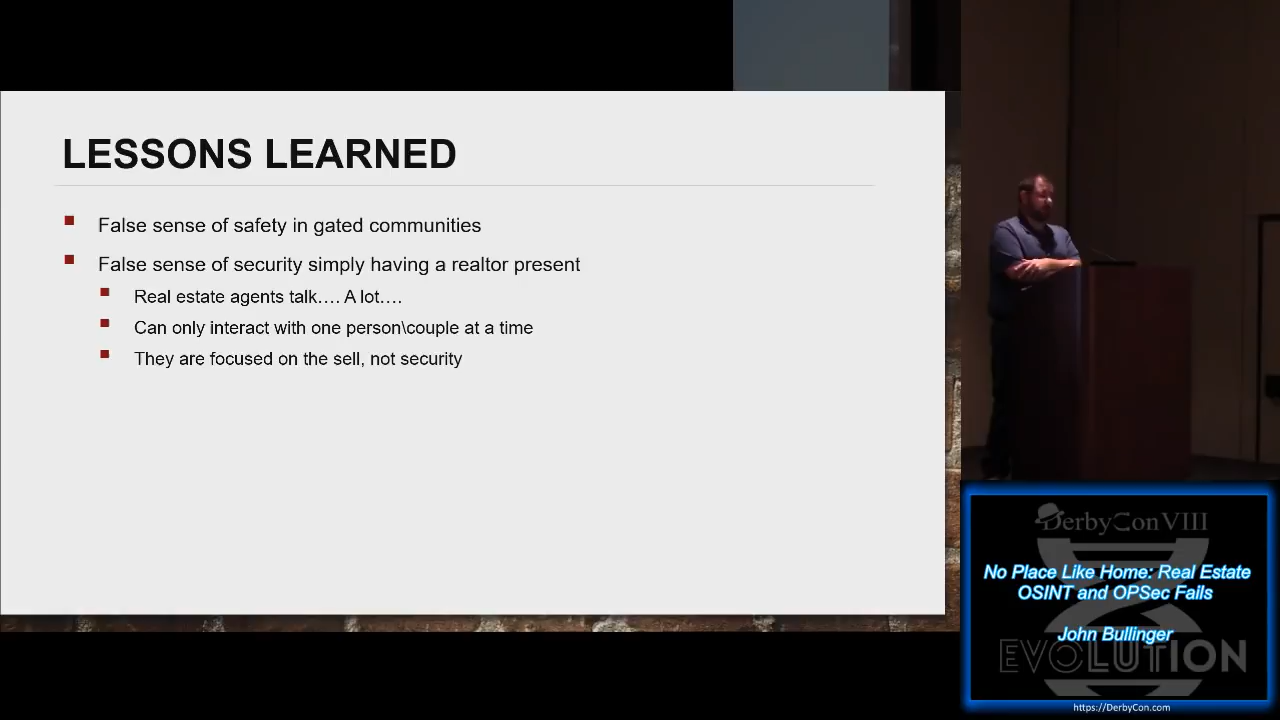 LESSONS LEARNED
False sense of safety in gated communities
False sense of security simply having a realtor present
Real estate agents talk…. A lot….
Can only interact with one person\couple at a time
They are focused on the sell, not security
DerbyCon VIII
No Place Like Home: Real Estate
OSINT and OPSec Fails
John Bullinger
EVOLUTION
https://DerbyCon.com